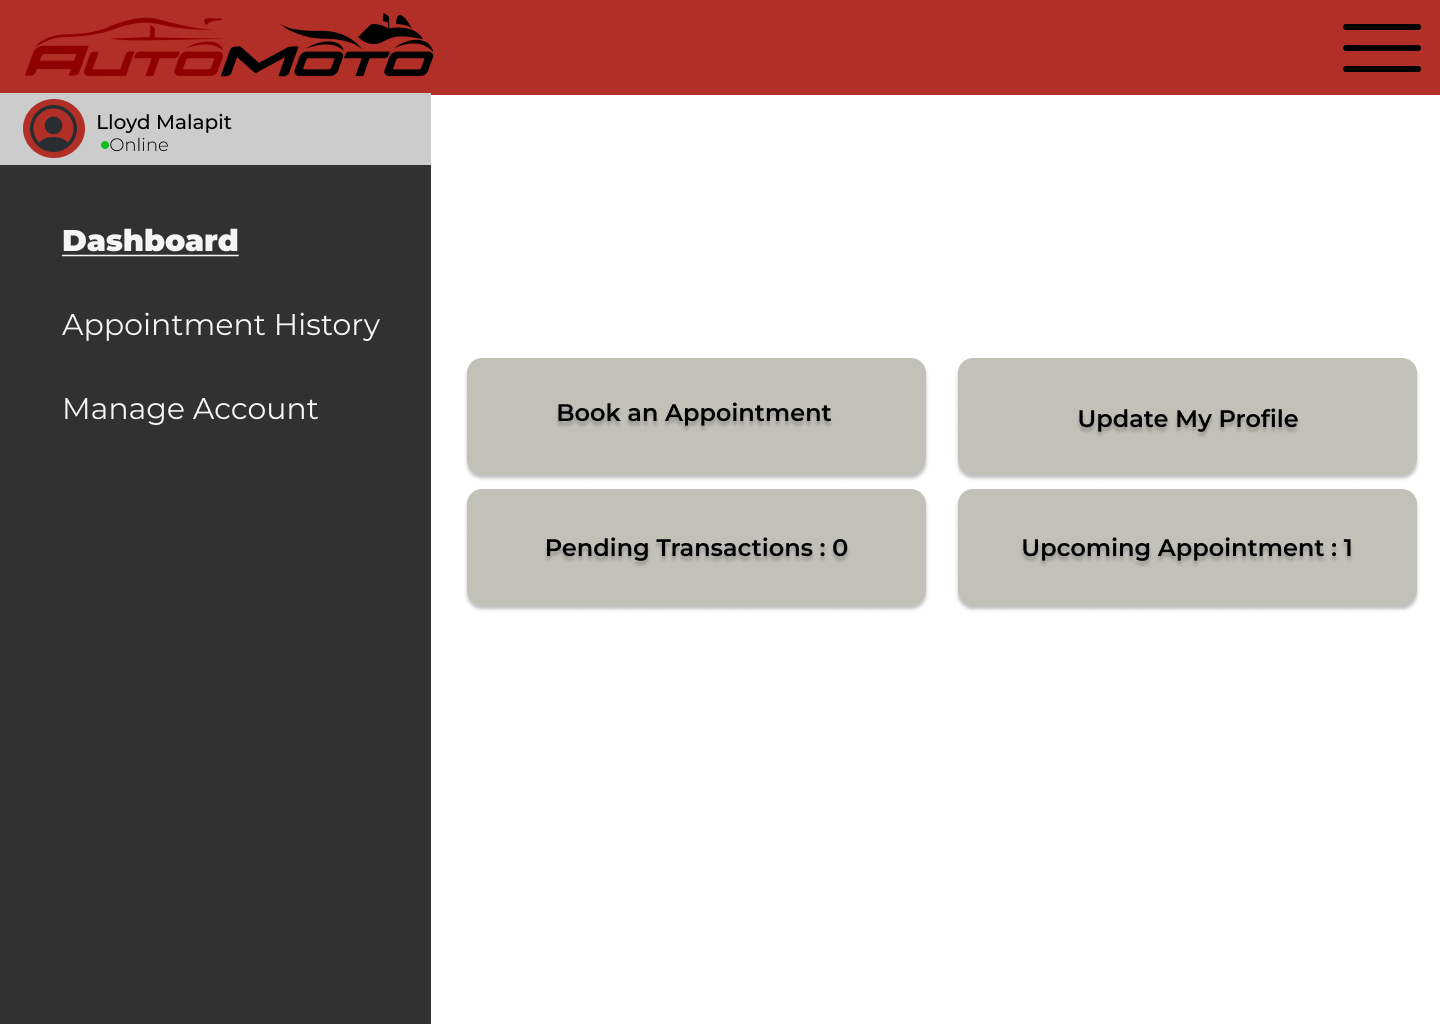 AUTOMOTO
Lloyd Malapit
Online
Dashboard
Appointment History
Manage Account
Book an Appointment
Update My Profile
Pending Transactions : 0
Upcoming Appointment : 1